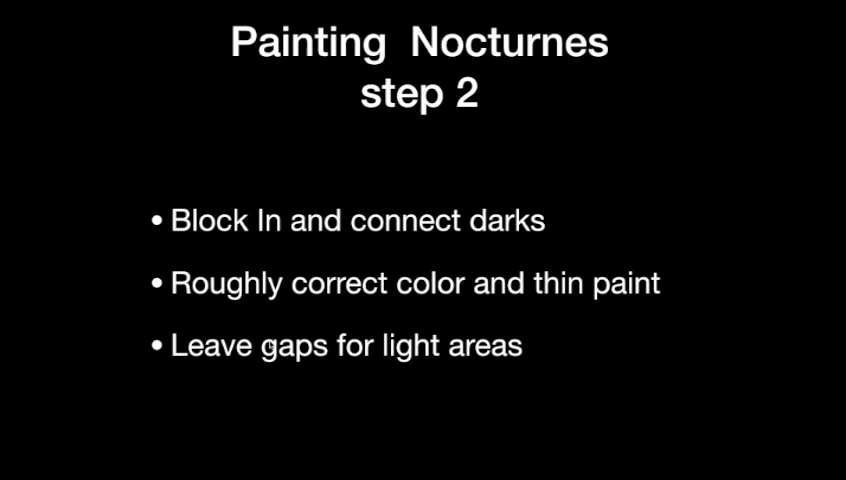 Painting Nocturnes
step 2
• Block In and connect darks
• Roughly correct color and thin paint
• Leave gaps for light areas